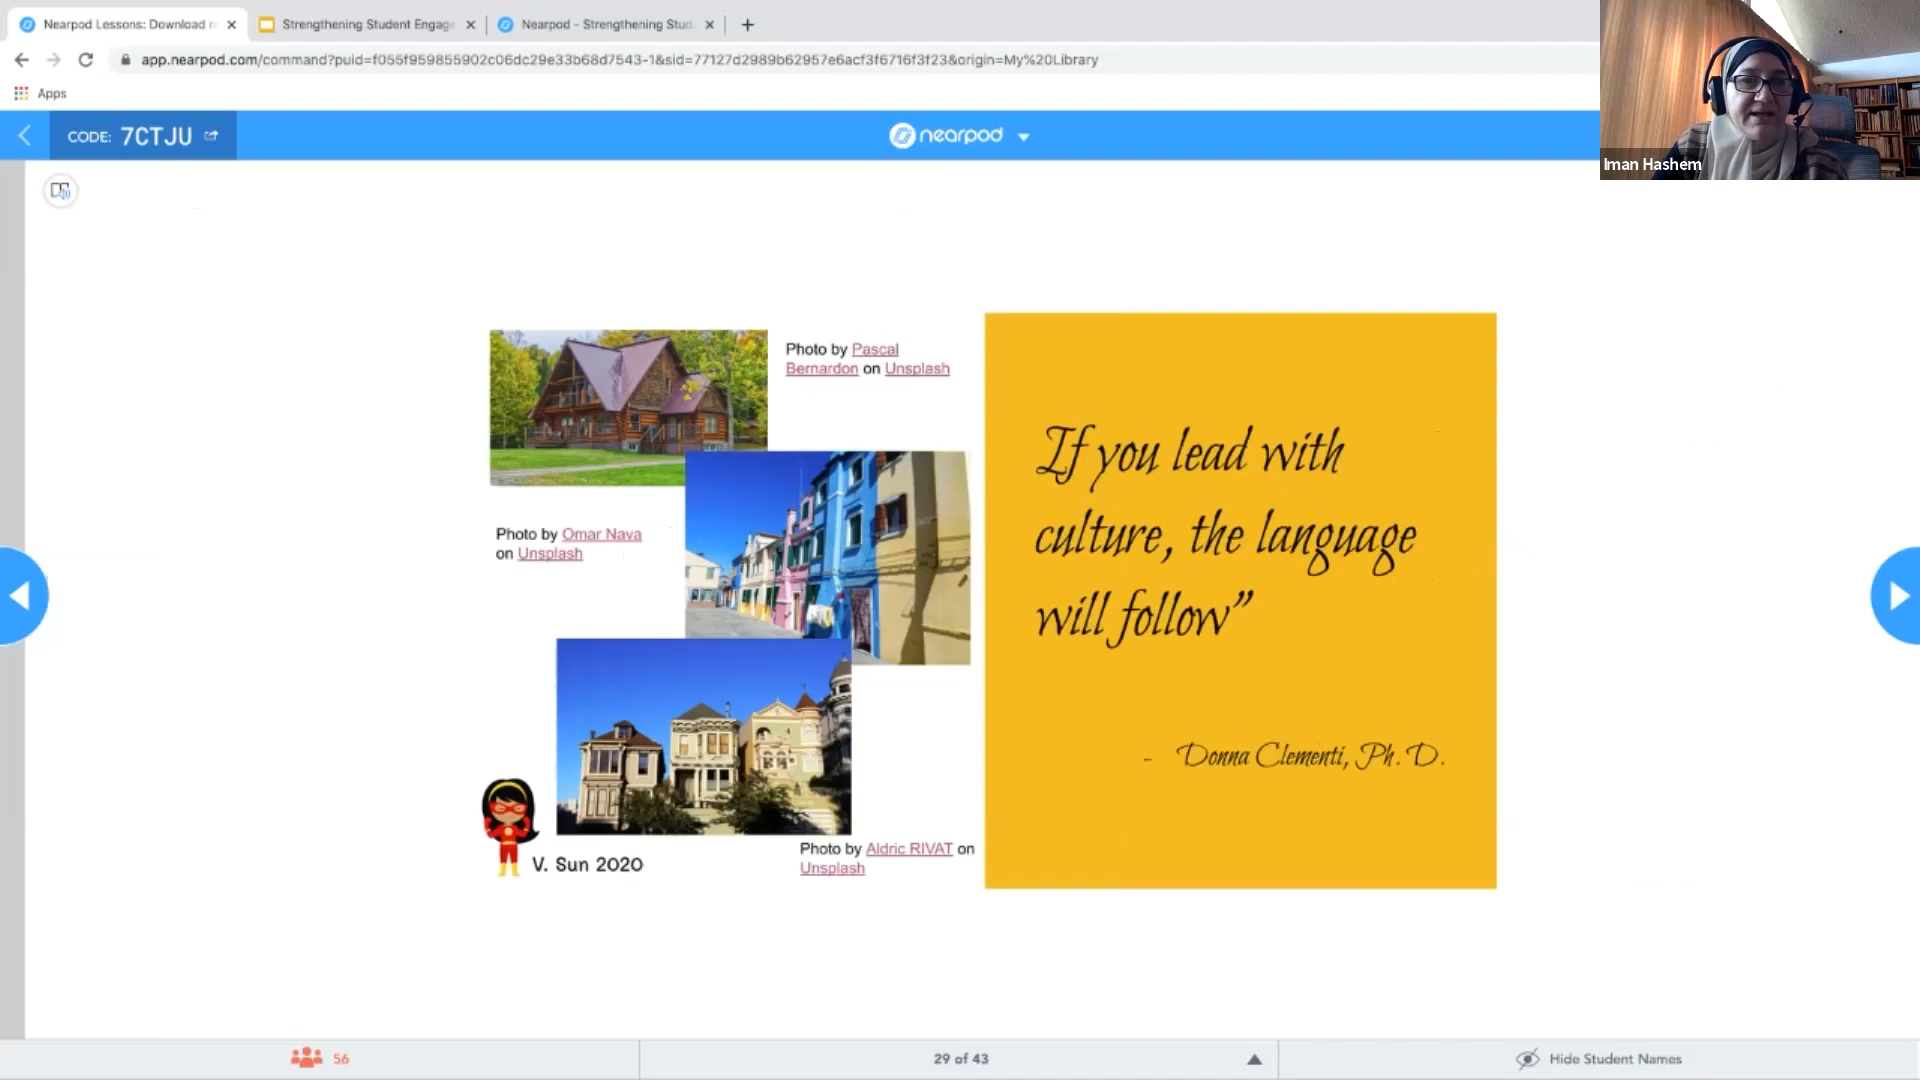 Nearpod Lessons: Download
Strengthening Student Engage
Nearpod - Strengthening Stud
app.nearpod.com/command?puid=f055f959855902c06dc29e33b68d7543-1&sid=77127d2989b62957e6acf3f6716f3f23&origin=My%20Library
Apps
CODE: 7CTJU
nearpod
Iman Hashem
Photo by Pascal
Bernardon on Unsplash
Photo by Omar Nava
on Unsplash
If you lead with
culture, the language
will follow”
- Donna Clementi, Ph. D.
V. Sun 2020
Photo by Aldric RIVAT on
Unsplash
56
29 of 43
Hide Student Names